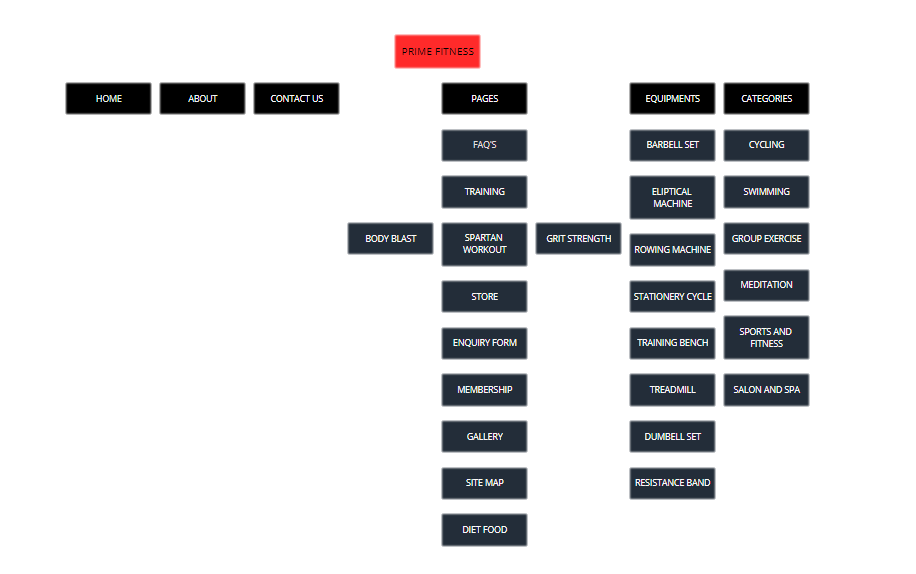 PRIME FITNESS
HOME
ABOUT
CONTACT US
PAGES
EQUIPMENTS
CATEGORIES
FAQ'S
BARBELL SET
CYCLING
TRAINING
ELIPTICAL
MACHINE
SWIMMING
BODY BLAST
SPARTAN
WORKOUT
GRIT STRENGTH
ROWING MACHINE
GROUP EXERCISE
STORE
STATIONERY CYCLE
MEDITATION
ENQUIRY FORM
TRAINING BENCH
SPORTS AND
FITNESS
MEMBERSHIP
TREADMILL
SALON AND SPA
GALLERY
DUMBELL SET
SITE MAP
RESISTANCE BAND
DIET FOOD